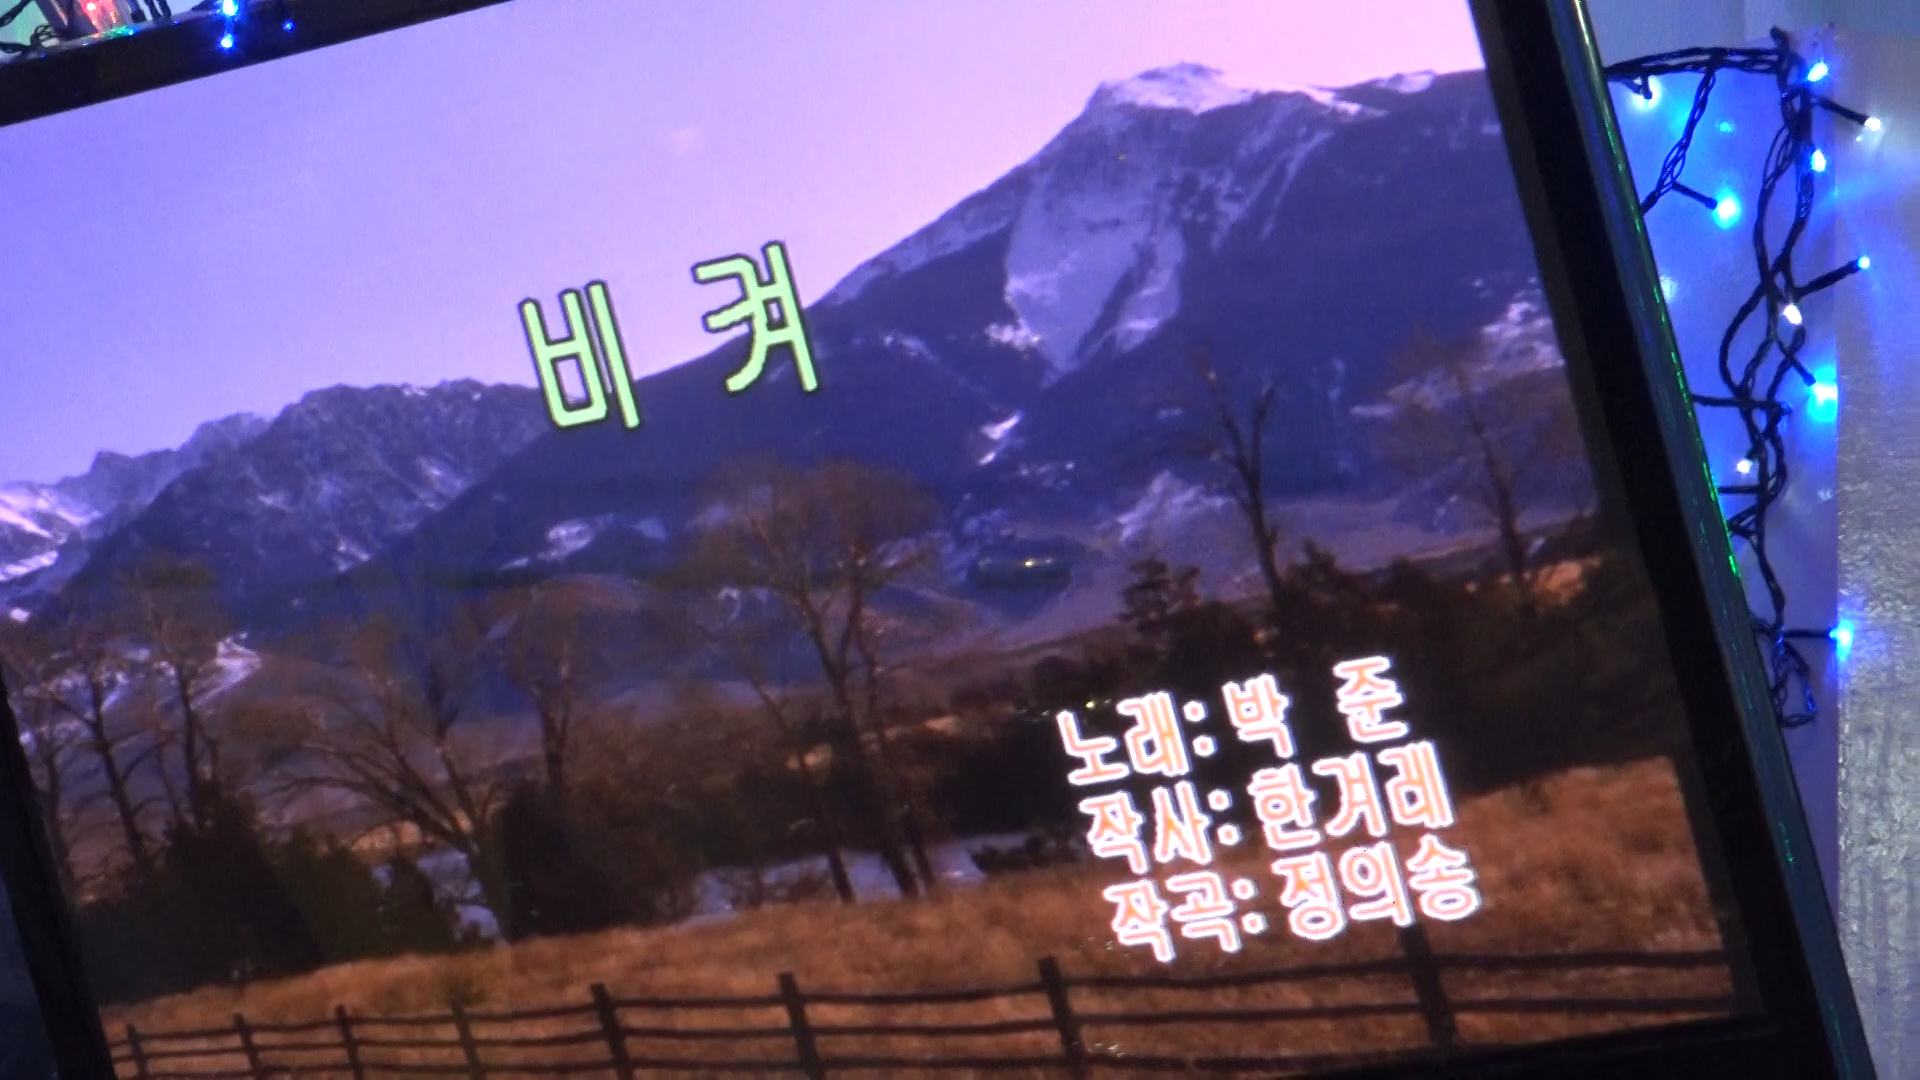 비켜
노래: 박 준
작사: 한겨레
작곡: 정의송